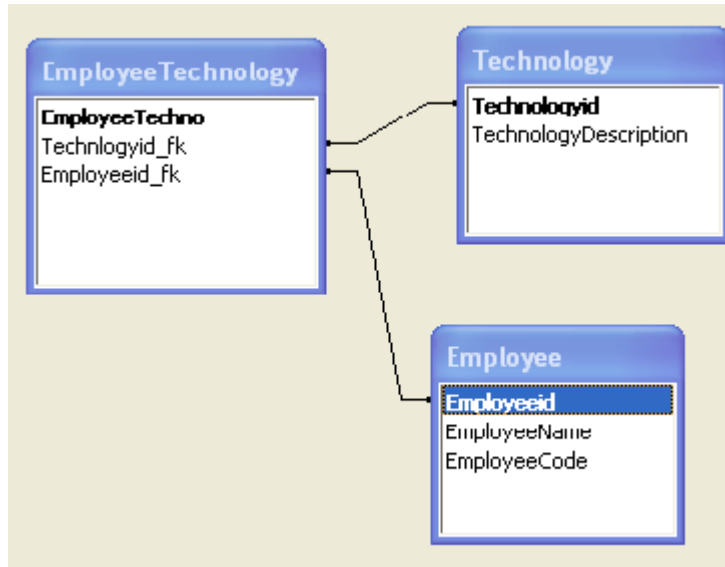 EmployeeTechnology
EmployeeTechno
Technlogyid_fk
Employeeid_fk
Technology
Technologyid
TechnologyDescription
Employee
Employeeid
EmployeeName
EmployeeCode